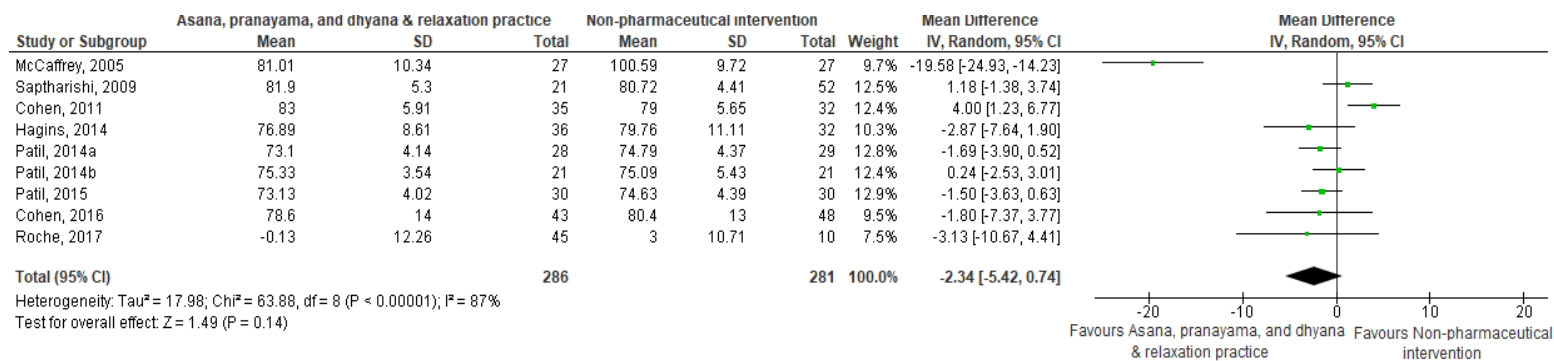 Asana, pranayama, and dhyana & relaxation practice Non-pharmaceutical intervention Mean Difference Mean Difference
Study or Subgroup Mean SD Total Mean SD Total Weight IV, Random, 95% CI IV, Random, 95% CI
McCaffrey, 2005 81.01 10.34 27 100.59 9.72 27 9.7% -19.58 [-24.93, -14.23]
Saptharishi, 2009 81.9 5.3 21 80.72 4.41 52 12.5% 1.18 [-1.38, 3.74]
Cohen, 2011 83 5.91 35 79 5.65 32 12.4% 4.00 [1.23, 6.77]
Hagins, 2014 76.89 8.61 36 79.76 11.11 32 10.3% -2.87 [-7.64, 1.90]
Patil, 2014a 73.1 4.14 28 74.79 4.37 29 12.8% -1.69 [-3.90, 0.52]
Patil, 2014b 75.33 3.54 21 75.09 5.43 21 12.4% 0.24 [-2.53, 3.01]
Patil, 2015 73.13 4.02 30 74.63 4.39 30 12.9% -1.50 [-3.63, 0.63]
Cohen, 2016 78.6 14 43 80.4 13 48 9.5% -1.80 [-7.37, 3.77]
Roche, 2017 -0.13 12.26 45 3 10.71 10 7.5% -3.13 [-10.67, 4.41]
Total (95% CI) 286 281 100.0% -2.34 [-5.42, 0.74]
Heterogeneity: Tau² = 17.98; Chi² = 63.88, df = 8 (P < 0.00001); I² = 87%
Test for overall effect: Z = 1.49 (P = 0.14)
-20 -10 0 10 20
Favours Asana, pranayama, and dhyana Favours Non-pharmaceutical
& relaxation practice intervention